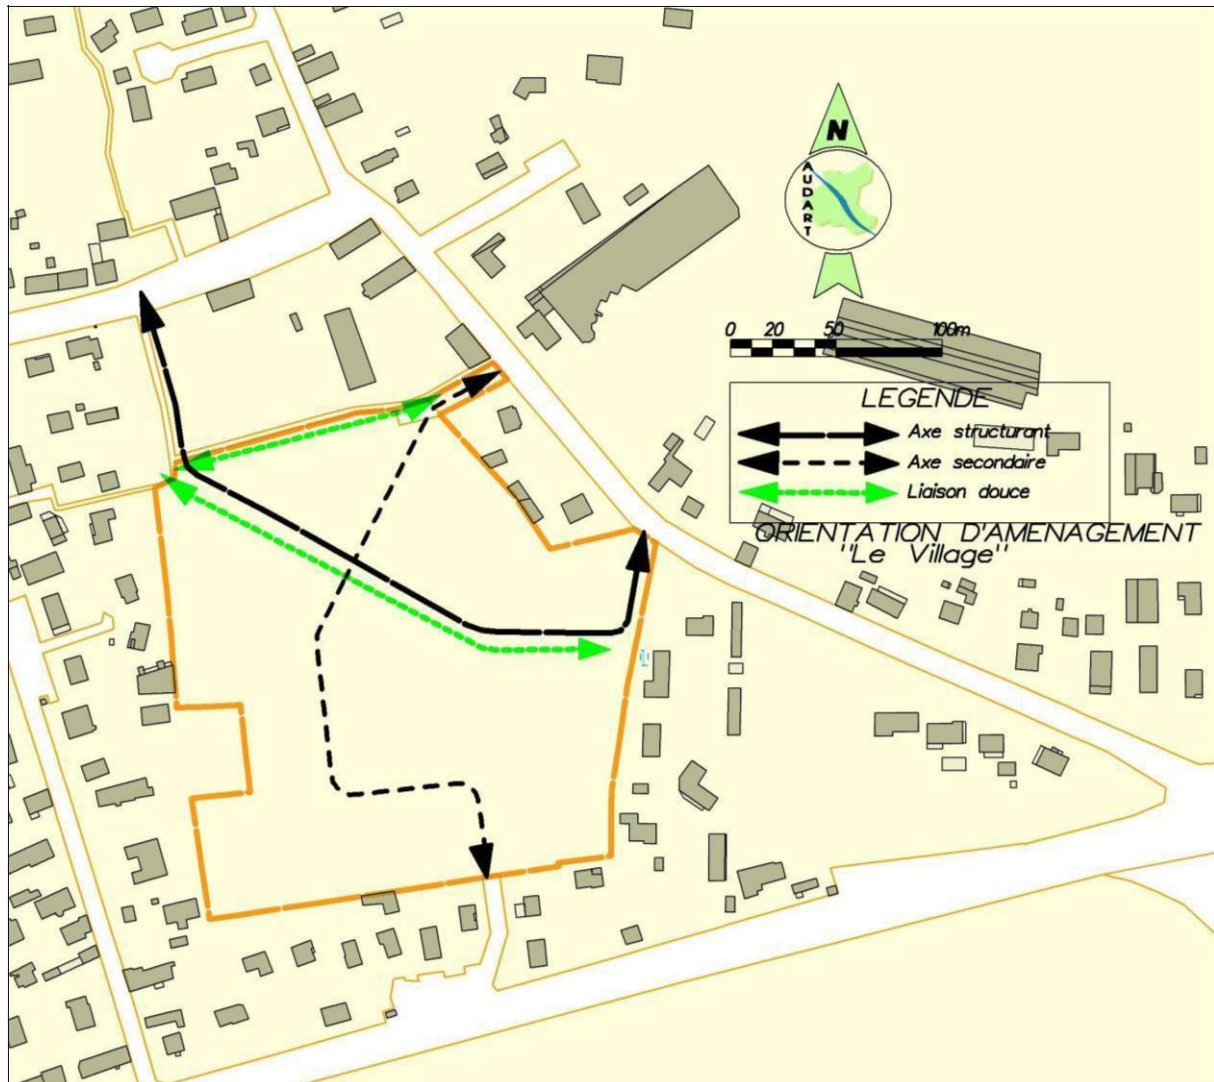 N
AUDART
0 20 50 100m
LEGENDE
Axe structurant
Axe secondaire
Liaison douce
ORIENTATION D'AMENAGEMENT
"Le Village"